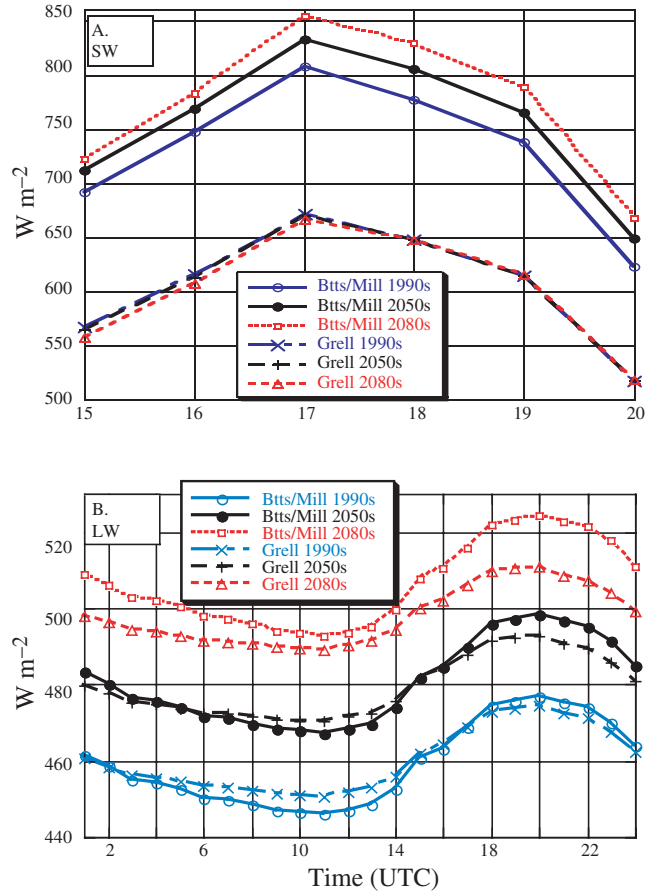 A.
SW
850
800
750
700
650
600
550
500
W m−2
Btts/Mill 1990s
Btts/Mill 2050s
Btts/Mill 2080s
Grell 1990s
Grell 2050s
Grell 2080s
15 16 17 18 19 20
B.
LW
Btts/Mill 1990s
Btts/Mill 2050s
Btts/Mill 2080s
Grell 1990s
Grell 2050s
Grell 2080s
520
500
480
460
440
W m−2
2 6 10 14 18 22
Time (UTC)